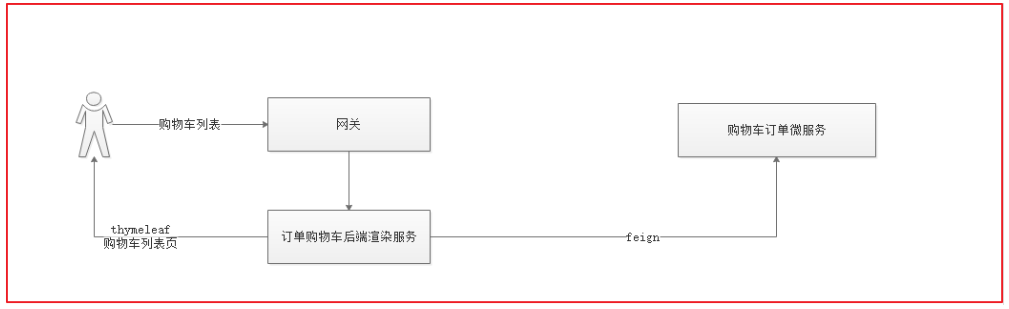 购物车列表
网关
购物车订单微服务
thymeleaf
购物车列表页
订单购物车后端渲染服务
feign